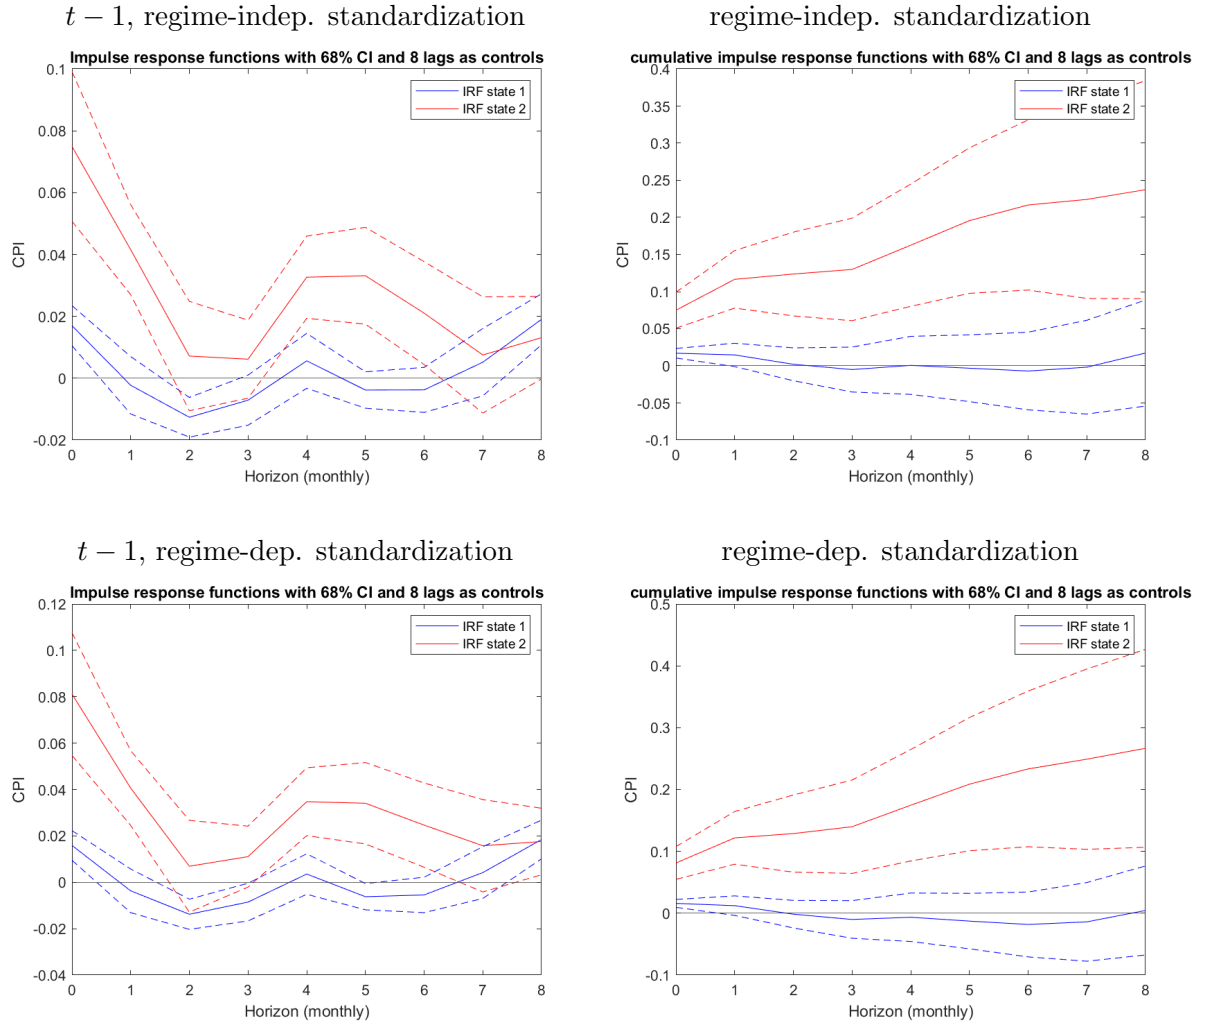 t − 1, regime-indep. standardization
Impulse response functions with 68% CI and 8 lags as controls
IRF state 1
IRF state 2
0.1
0.08
0.06
0.04
0.02
0
-0.02
CPI
0 1 2 3 4 5 6 7 8
Horizon (monthly)
regime-indep. standardization
cumulative impulse response functions with 68% CI and 8 lags as controls
IRF state 1
IRF state 2
0.4
0.35
0.3
0.25
0.2
0.15
0.1
0.05
0
-0.05
-0.1
CPI
0 1 2 3 4 5 6 7 8
Horizon (monthly)
t − 1, regime-dep. standardization
Impulse response functions with 68% CI and 8 lags as controls
IRF state 1
IRF state 2
0.12
0.1
0.08
0.06
0.04
0.02
0
-0.02
-0.04
CPI
0 1 2 3 4 5 6 7 8
Horizon (monthly)
regime-dep. standardization
cumulative impulse response functions with 68% CI and 8 lags as controls
IRF state 1
IRF state 2
0.5
0.4
0.3
0.2
0.1
0
-0.1
CPI
0 1 2 3 4 5 6 7 8
Horizon (monthly)